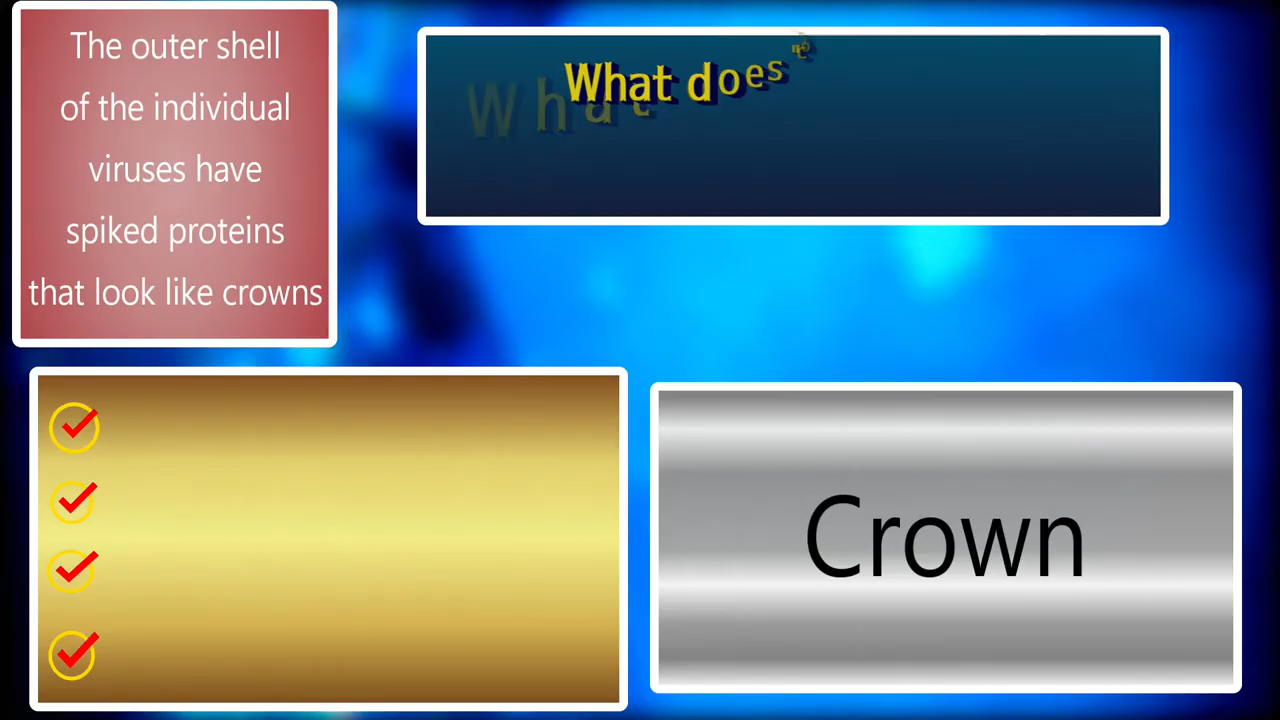 The outer shell
of the individual
viruses have
spiked proteins
that look like crowns
What does
Crown